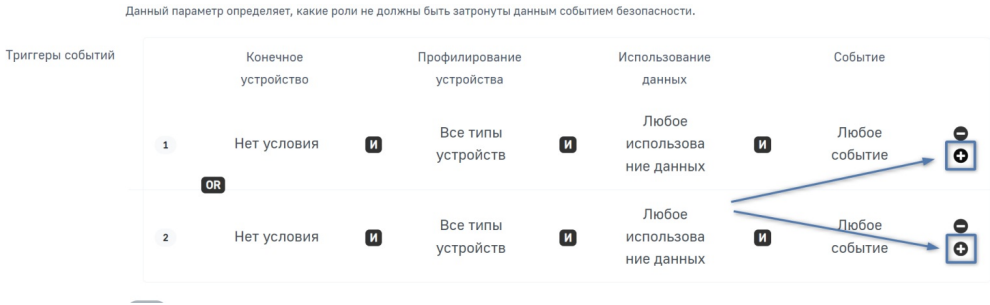 Данный параметр определяет, какие роли не должны быть затронуты данным событием безопасности.
Триггеры событий
Конечное
устройство
Профилирование
устройства
Использование
данных
Событие
1
Нет условия
И
Все типы
устройств
И
Любое
использова
ние данных
И
Любое
событие
OR
2
Нет условия
И
Все типы
устройств
И
Любое
использова
ние данных
И
Любое
событие